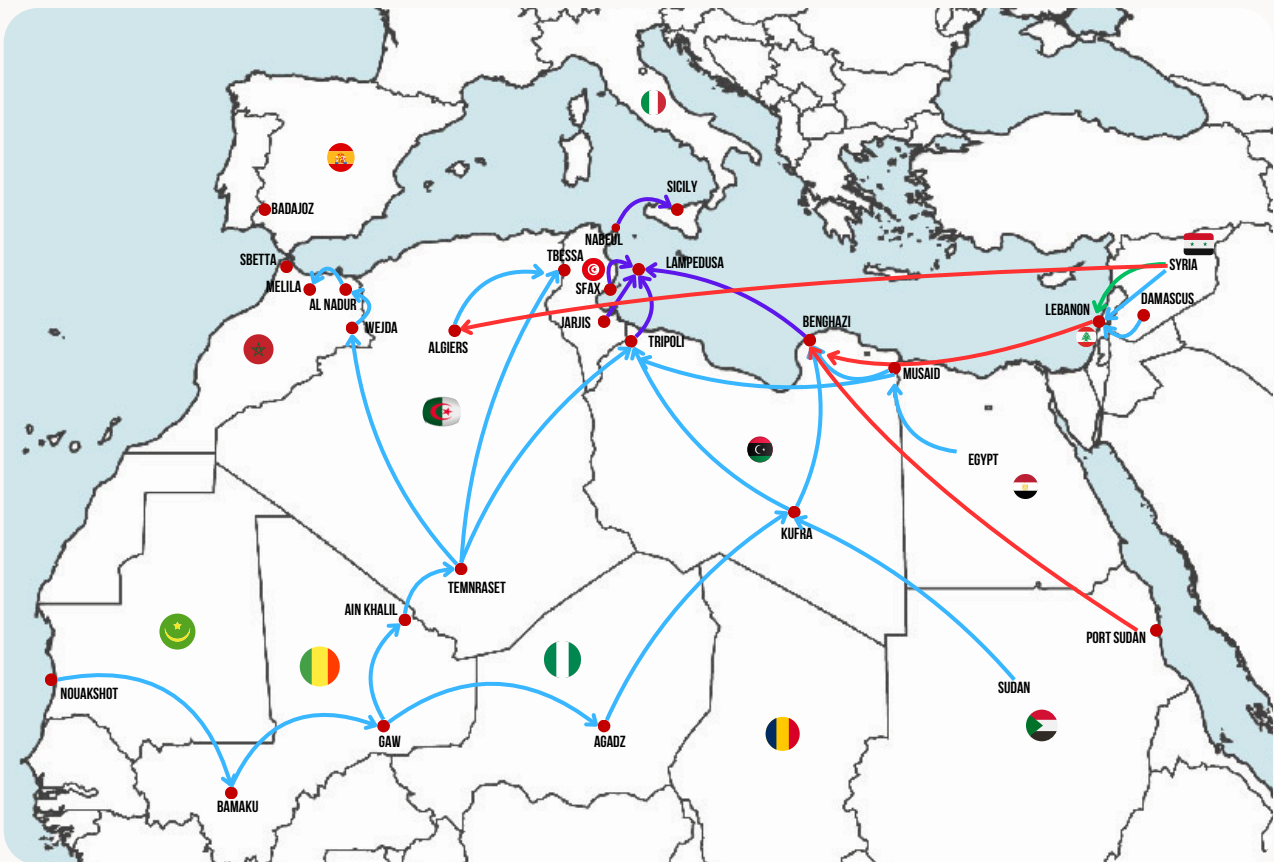 SICILY
BADAJOZ
NABEUL
SBETTA
TBESSA
LAMPEDUSA
SYRIA
MELILA
SFAX
AL NADUR
DAMASCUS
LEBANON
JARJIS
BENGHAZI
WEJDA
ALGIERS
TRIPOLI
MUSAID
EGYPT
KUFRA
TEMNRASET
AIN KHALIL
PORT SUDAN
SUDAN
NOUAKSHOT
GAW
AGADZ
BAMAKU